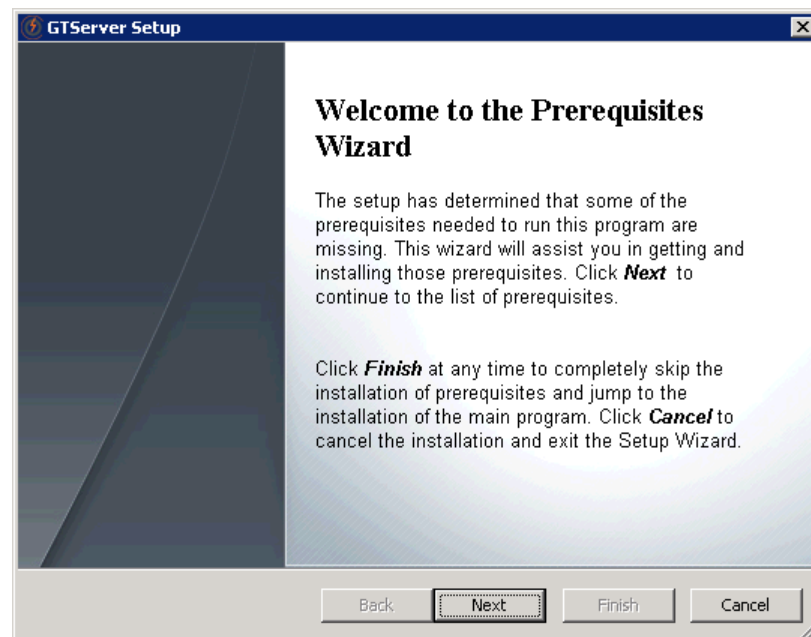 GTServer Setup
Welcome to the Prerequisites
Wizard
The setup has determined that some of the
prerequisites needed to run this program are
missing. This wizard will assist you in getting and
installing those prerequisites. Click Next to
continue to the list of prerequisites.
Click Finish at any time to completely skip the
installation of prerequisites and jump to the
installation of the main program. Click Cancel to
cancel the installation and exit the Setup Wizard.
Back Next Finish Cancel